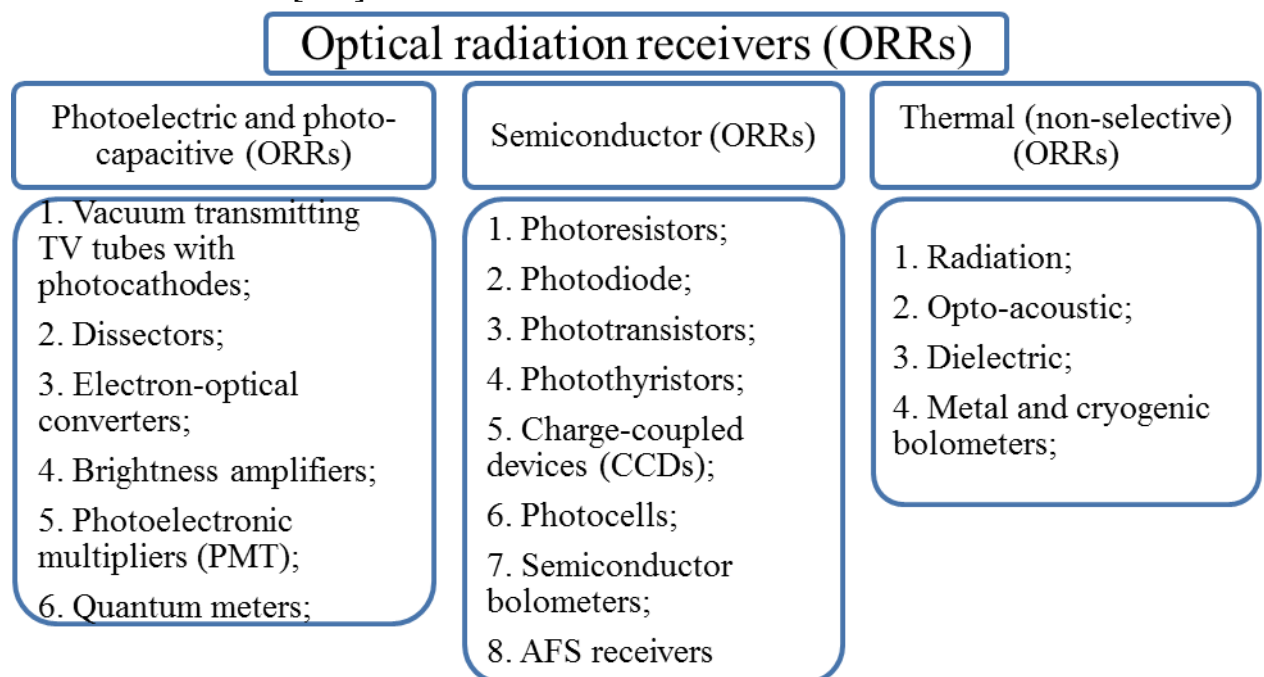 Optical radiation receivers (ORRs)
Photoelectric and photo-
capacitive (ORRs)
1. Vacuum transmitting
TV tubes with
photocathodes;
2. Dissectors;
3. Electron-optical
converters;
4. Brightness amplifiers;
5. Photoelectronic
multipliers (PMT);
6. Quantum meters;
Semiconductor (ORRs)
1. Photoresistors;
2. Photodiode;
3. Phototransistors;
4. Photothyristors;
5. Charge-coupled
devices (CCDs);
6. Photocells;
7. Semiconductor
bolometers;
8. AFS receivers
Thermal (non-selective)
(ORRs)
1. Radiation;
2. Opto-acoustic;
3. Dielectric;
4. Metal and cryogenic
bolometers;